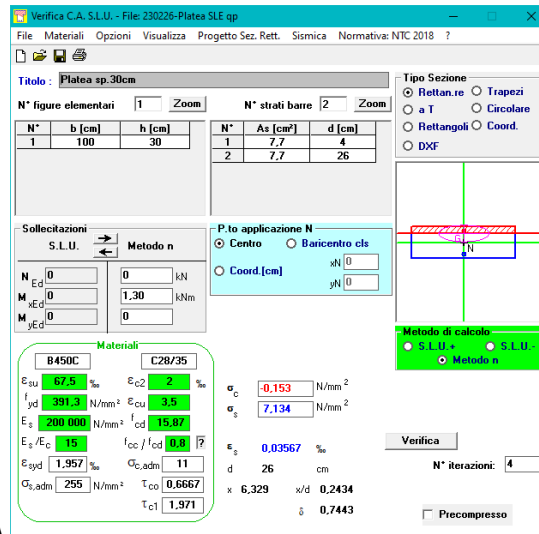 Verifica C.A. S.L.U. - File: 230226-Platea SLE qp
File Materiali Opzioni Visualizza Progetto Sez. Rett. Sismica Normativa: NTC 2018 ?
Titolo : Platea sp.30cm
N° figure elementari 1 Zoom N° strati barre 2 Zoom
N° b [cm] h [cm]
1 100 30
N° As [cm²] d [cm]
1 7,7 4
2 7,7 26
Tipo Sezione
Rettan.re Trapezi
a T Circolare
Rettangoli Coord.
DXF
Sollecitazioni
S.L.U. Metodo n
N Ed 0 0 kN
M xEd 0 1,30 kNm
M yEd 0 0
P.to applicazione N
Centro Baricentro cls
Coord.[cm] xN 0
yN 0
G
N
Metodo di calcolo
S.L.U.+ S.L.U.-
Metodo n
Materiali
B450C C28/35
εsu 67,5 ‰ εc2 2 ‰
fyd 391,3 N/mm² εcu 3,5
Es 200 000 N/mm² fcd 15,87
Es/Ec 15 fcc / fcd 0,8 ?
εsyd 1,957 ‰ σc,adm 11
σs,adm 255 N/mm² τco 0,6667
τc1 1,971
σc -0,153 N/mm²
σs 7,134 N/mm²
εs 0,03567 ‰
d 26 cm
x 6,329 x/d 0,2434
δ 0,7443
Verifica
N° iterazioni: 4
Precompresso